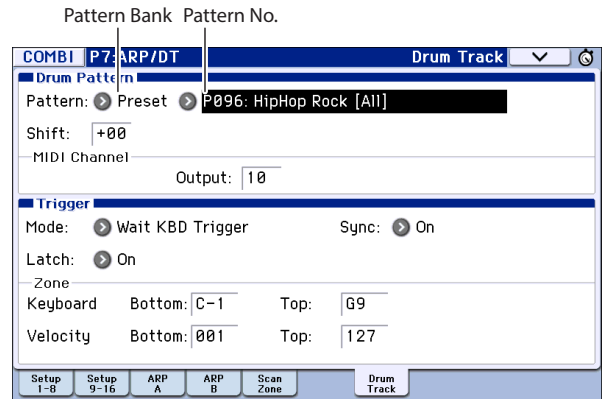 Pattern Bank Pattern No.
COMBI P7:ARP/DT Drum Track
Drum Pattern
Pattern: Preset P096: HipHop Rock [All]
Shift: +00
MIDI Channel
Output: 10
Trigger
Mode: Wait KBD Trigger Sync: On
Latch: On
Zone
Keyboard Bottom: C-1 Top: G9
Velocity Bottom: 001 Top: 127
Setup 1-8 Setup 9-16 ARP A ARP B Scan Zone Drum Track